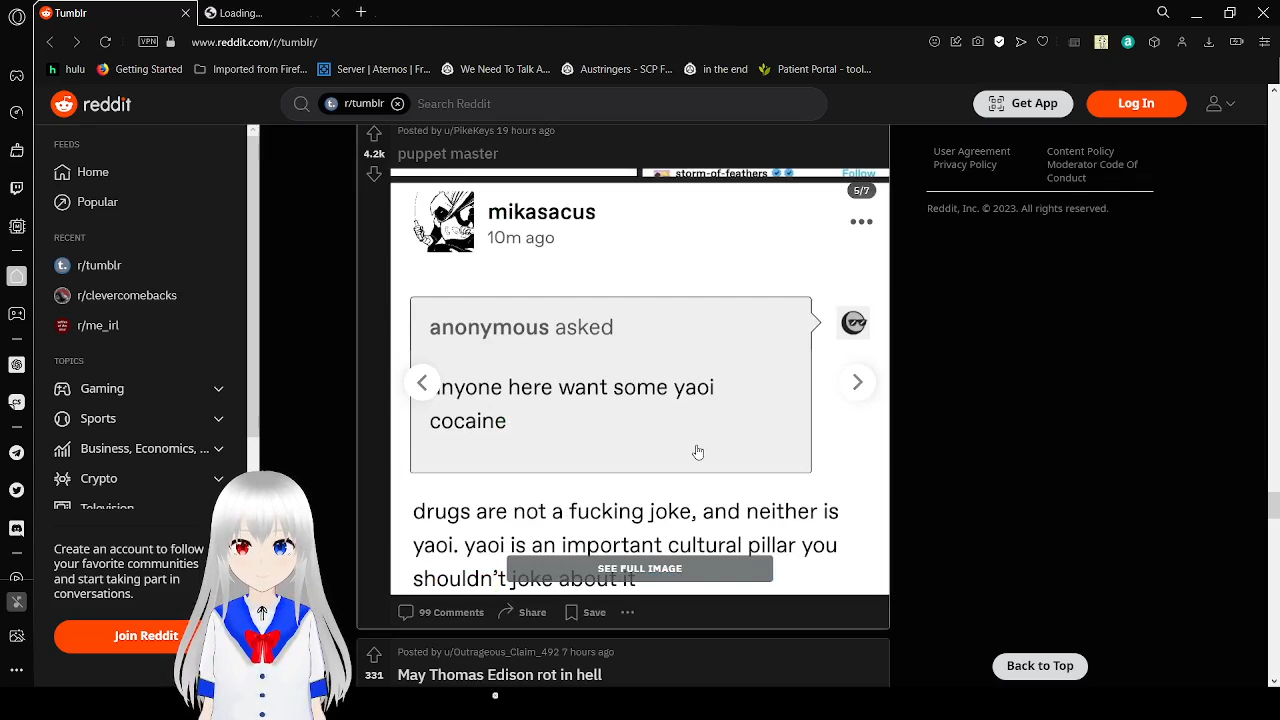 Tumblr
Loading...
VPN
www.reddit.com/r/tumblr/
hulu
Getting Started
Imported from Firef...
Server | Aternos | Fr...
We Need To Talk A...
Austringers - SCP F...
in the end
Patient Portal - tool...
reddit
r/tumblr
Search Reddit
Get App
Log In
FEEDS
Home
Popular
RECENT
r/tumblr
r/clevercomebacks
r/me_irl
TOPICS
Gaming
Sports
Business, Economics, ...
Crypto
Television
Create an account to follow
your favorite communities
and start taking part in
conversations.
Join Reddit
Posted by u/PikeKeys 19 hours ago
4.2k
puppet master
storm-of-feathers
Follow
5/7
mikasacus
10m ago
anonymous asked
anyone here want some yaoi
cocaine
drugs are not a fucking joke, and neither is
yaoi. yaoi is an important cultural pillar you
shouldn't joke about it
SEE FULL IMAGE
99 Comments
Share
Save
Posted by u/Outrageous_Claim_492 7 hours ago
331
May Thomas Edison rot in hell
User Agreement
Privacy Policy
Content Policy
Moderator Code Of
Conduct
Reddit, Inc. © 2023. All rights reserved.
Back to Top